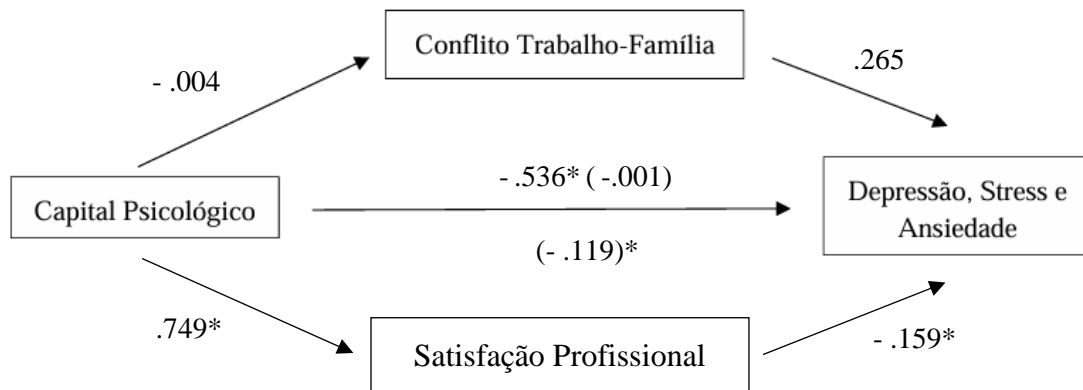 Conflito Trabalho-Família
- .004
.265
- .536* ( -.001)
Capital Psicológico
Depressão, Stress e
Ansiedade
(- .119)*
.749*
Satisfação Profissional
- .159*